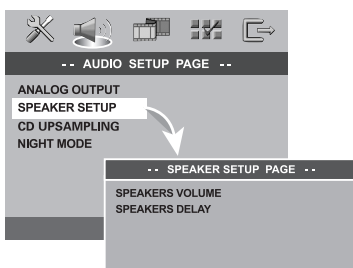 -- AUDIO SETUP PAGE --
ANALOG OUTPUT
SPEAKER SETUP
CD UPSAMPLING
NIGHT MODE
-- SPEAKER SETUP PAGE --
SPEAKERS VOLUME
SPEAKERS DELAY